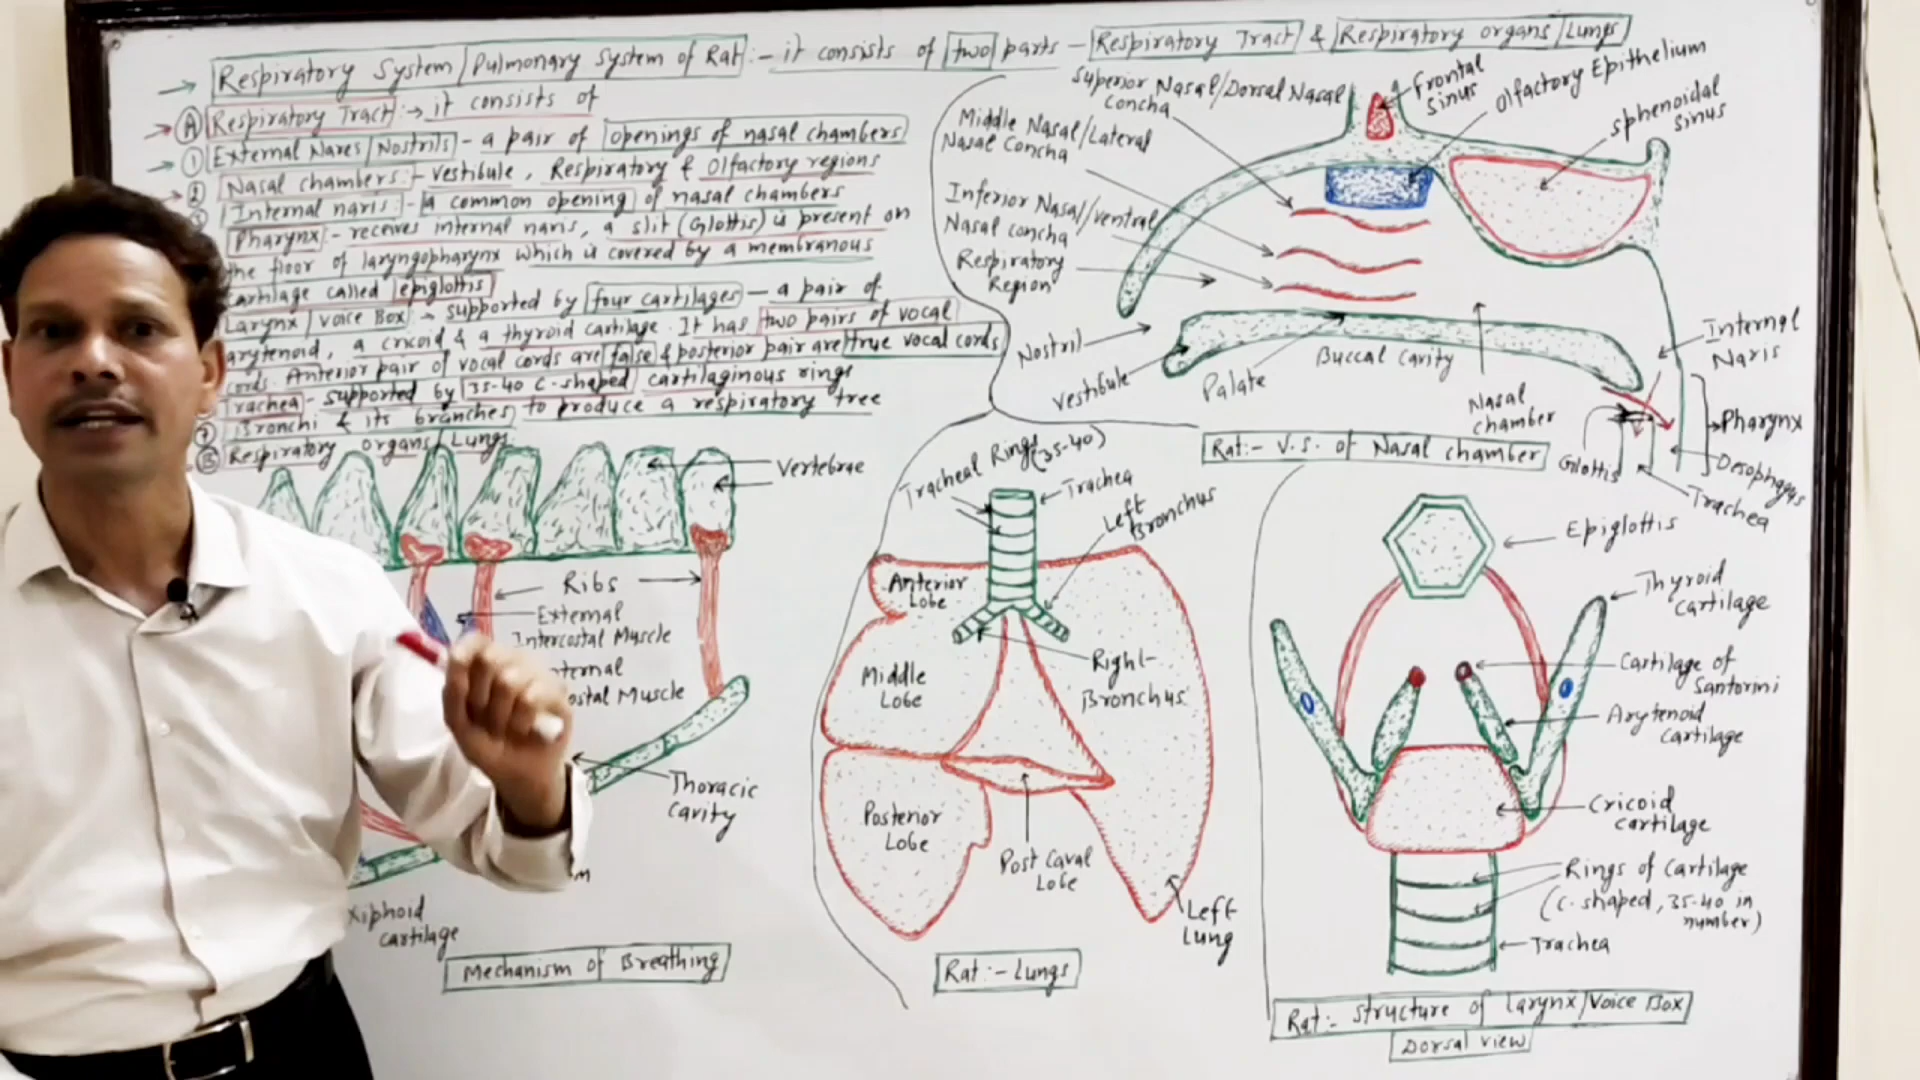 → Respiratory System/Pulmonary System of Rat :- it consists of two parts - Respiratory Tract & Respiratory organs/Lungs
→ (A) Respiratory Tract :→ it consists of
→ ① External Nares/Nostrils - a pair of openings of nasal chambers
→ ② Nasal chambers :- vestibule, Respiratory & Olfactory regions
Internal naris - a common opening of nasal chambers
Pharynx - receives internal naris, a slit (Glottis) is present on
the floor of laryngopharynx which is covered by a membranous
cartilage called epiglottis
Larynx/Voice Box → supported by four cartilages - a pair of
arytenoid, a cricoid & a thyroid cartilage. It has two pairs of vocal
cords. Anterior pair of vocal cords are false & posterior pair are true vocal cords
Trachea - supported by 35-40 C-shaped cartilaginous rings
⑦ Bronchi & its branches to produce a respiratory tree
(B) Respiratory organs/Lungs
Vertebrae
Ribs
External
Intercostal Muscle
ternal
ostal Muscle
Thoracic
cavity
m
Xiphoid
cartilage
Mechanism of Breathing
Superior Nasal/Dorsal Nasal
Concha
Frontal
Sinus
Olfactory Epithelium
Sphenoidal
Sinus
Middle Nasal/Lateral
Nasal Concha
Inferior Nasal/Ventral
Nasal concha
Respiratory
Region
Nostril
Vestibule
Palate
Buccal cavity
Nasal
chamber
Internal
Naris
Pharynx
Glottis
Oesophagus
Trachea
Rat:- V.S. of Nasal chamber
Tracheal Rings (35-40)
Trachea
Left
Bronchus
Anterior
Lobe
Middle
Lobe
Right
Bronchus
Posterior
Lobe
Post Caval
Lobe
Left
Lung
Rat:- Lungs
Epiglottis
Thyroid
Cartilage
Cartilage of
Santorini
Arytenoid
cartilage
Cricoid
cartilage
Rings of Cartilage
(C-shaped, 35-40 in
number)
Trachea
Rat:- Structure of Larynx/Voice Box
Dorsal view